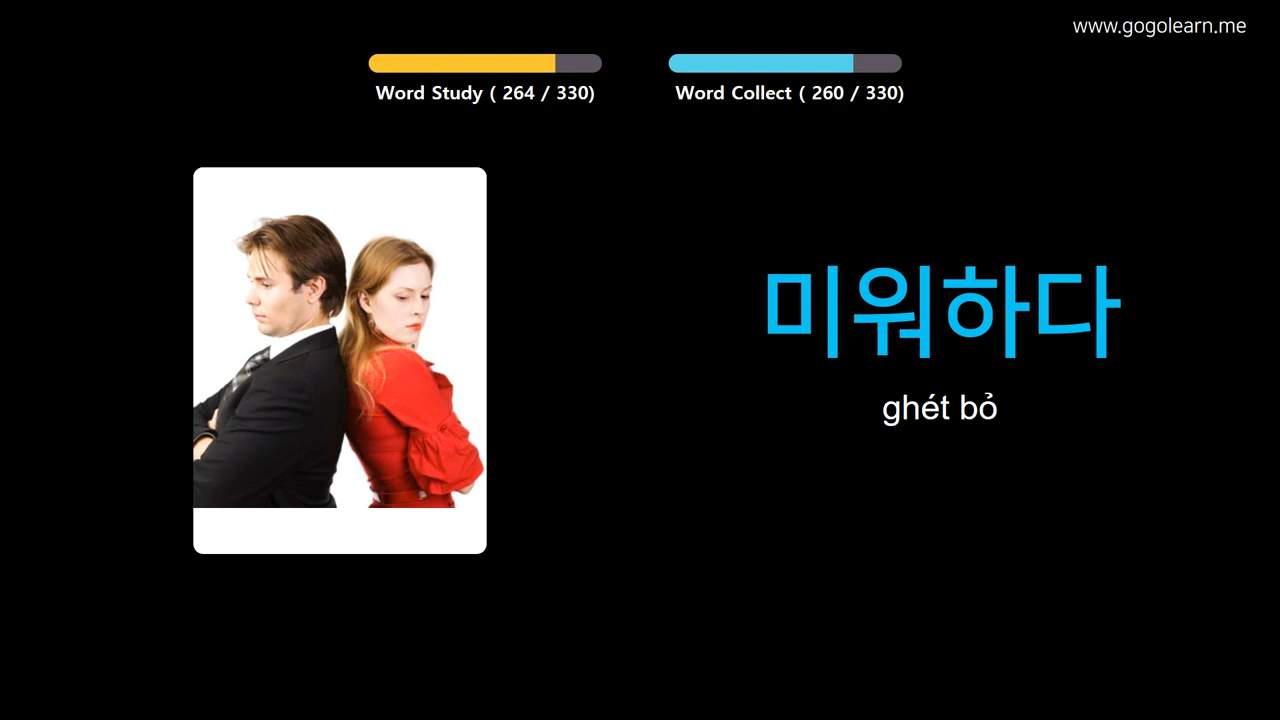 www.gogolearn.me
Word Study ( 264 / 330)
Word Collect ( 260 / 330)
미워하다
ghét bỏ